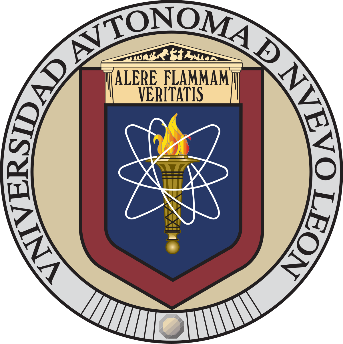 VNIVERSIDAD AVTONOMA Ð NVEVO LEON
ALERE FLAMMAM
VERITATIS